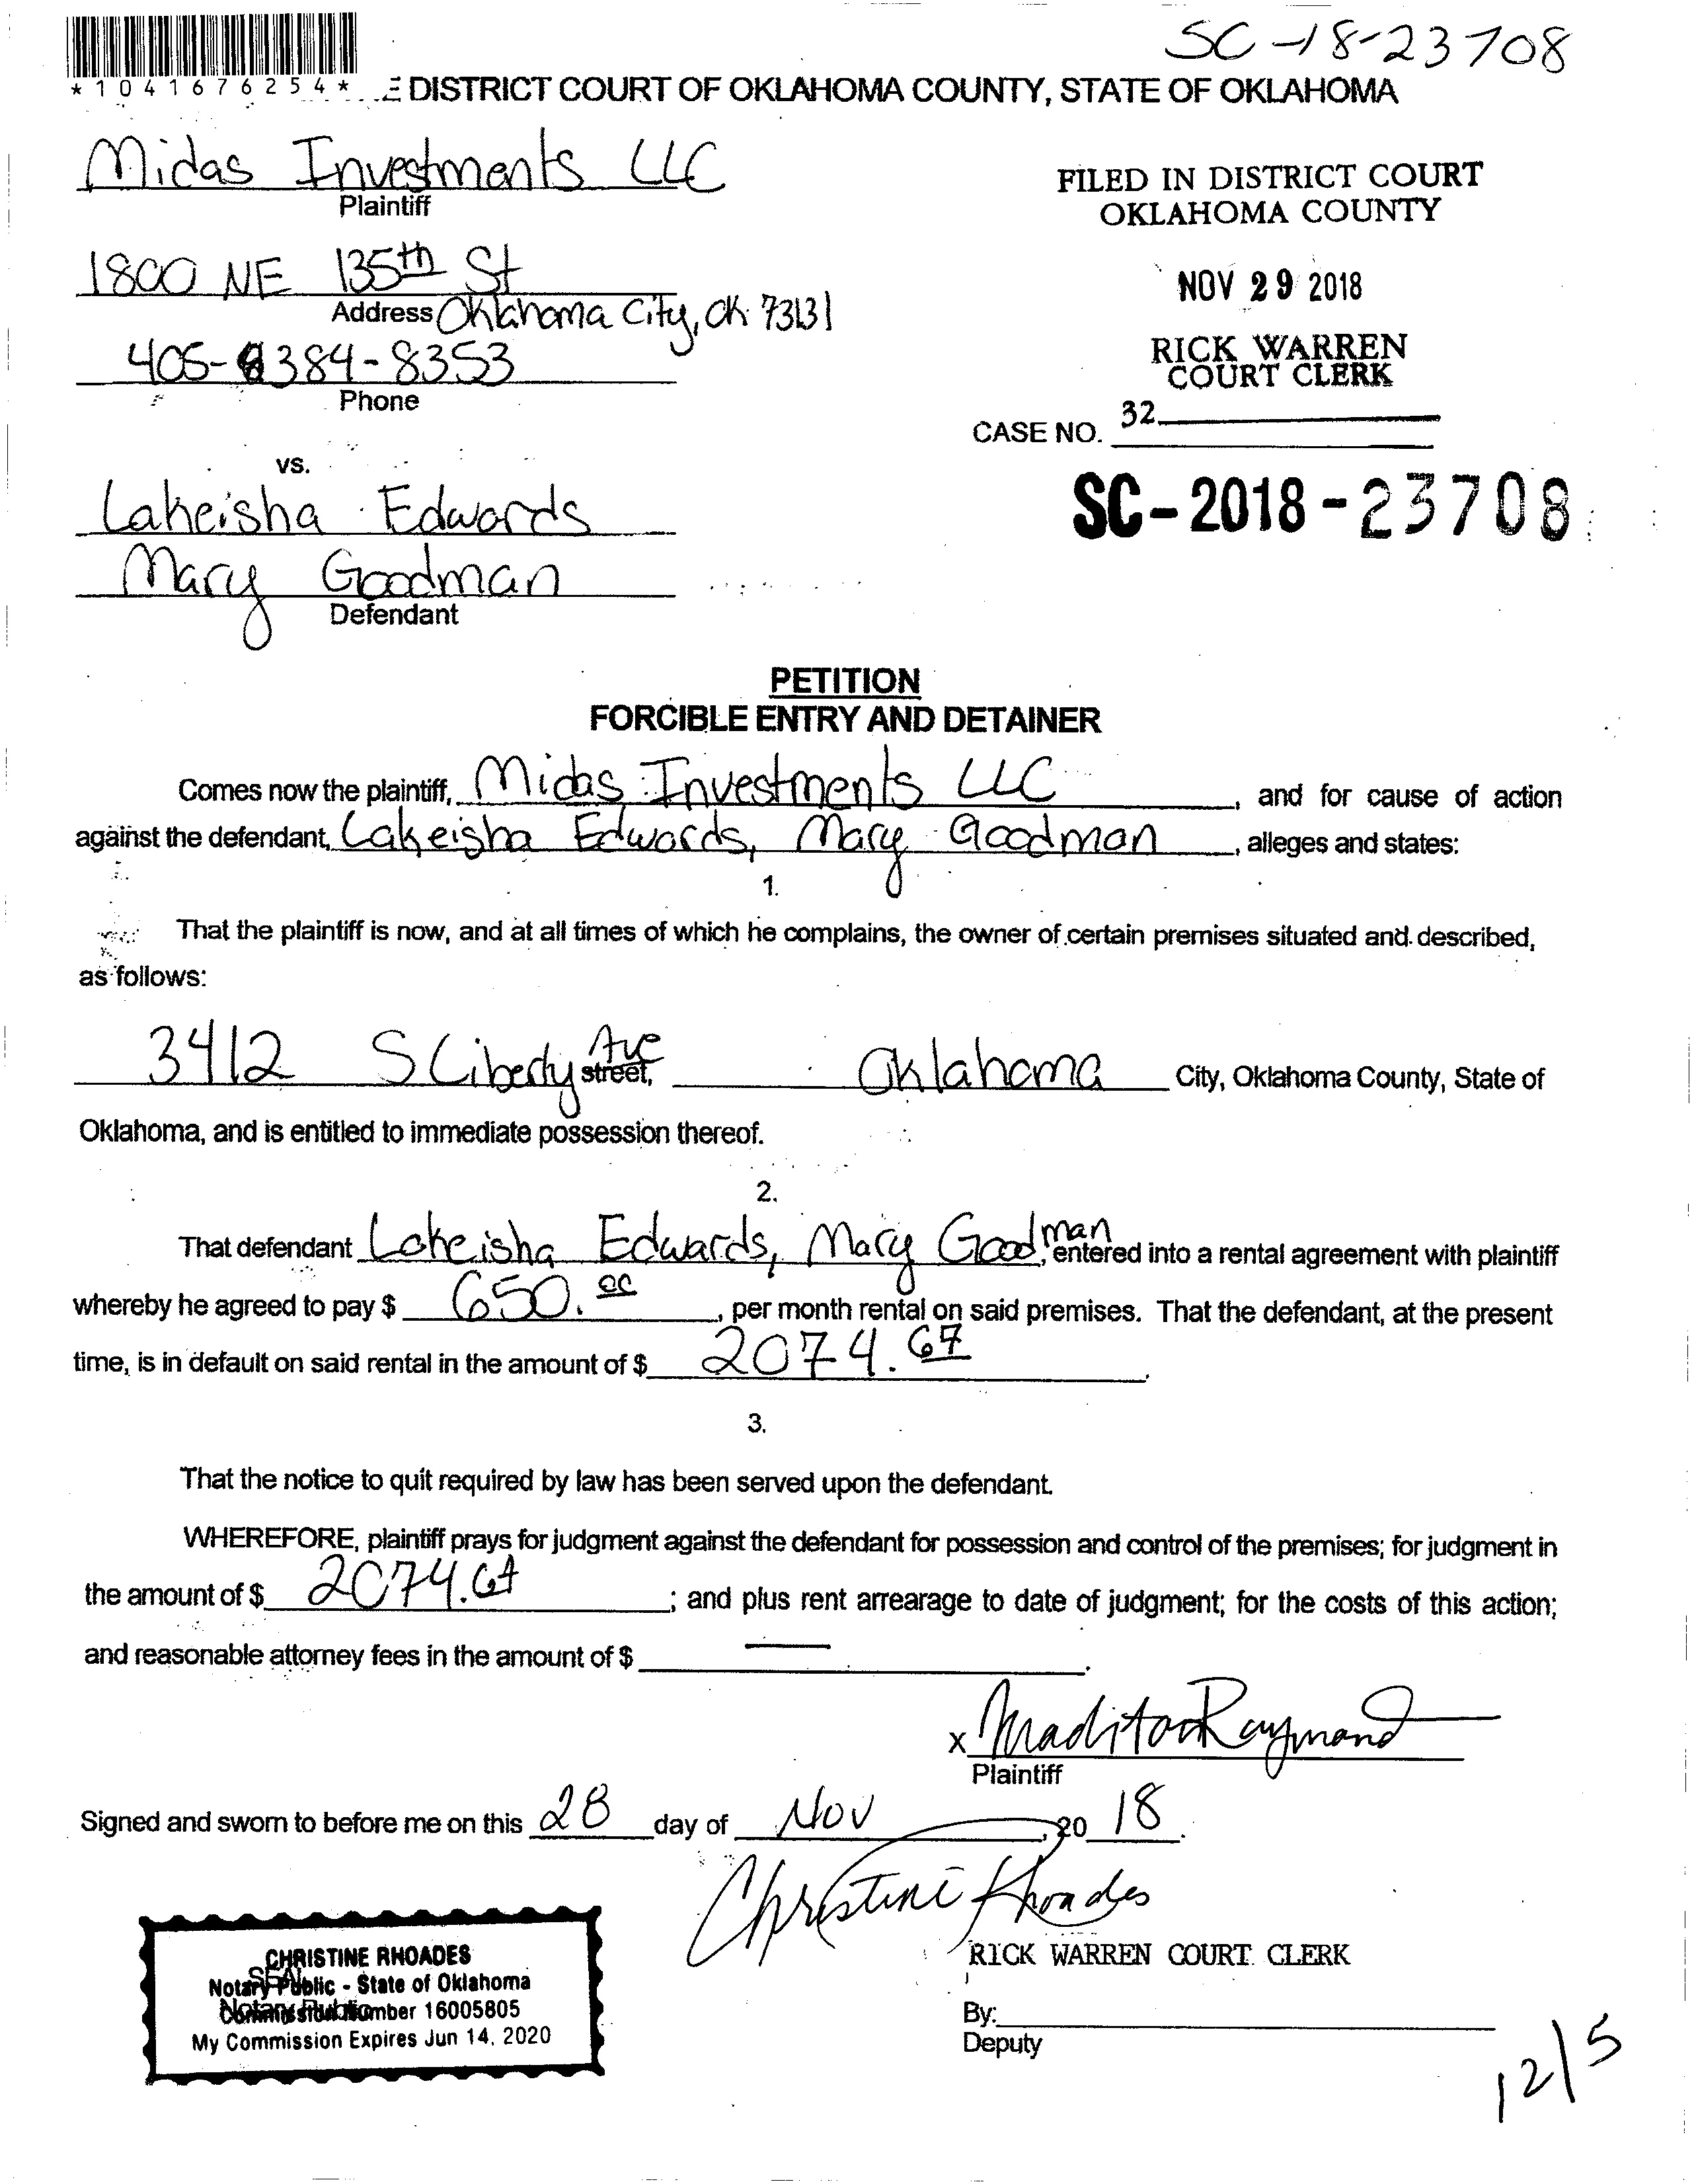 SC-18-23708
*1041676254* E DISTRICT COURT OF OKLAHOMA COUNTY, STATE OF OKLAHOMA
Midas Investments LLC
Plaintiff
1800 NE 135th St
Address Oklahoma City, OK 73131
405-384-8353
Phone
FILED IN DISTRICT COURT
OKLAHOMA COUNTY
NOV 29 2018
RICK WARREN
COURT CLERK
32
CASE NO.
SC-2018-23708
vs.
Lakeisha Edwards
Mary Goodman
Defendant
PETITION
FORCIBLE ENTRY AND DETAINER
Comes now the plaintiff, Midas Investments LLC, and for cause of action
against the defendant, Lakeisha Edwards, Mary Goodman, alleges and states:
1.
That the plaintiff is now, and at all times of which he complains, the owner of certain premises situated and described,
as follows:
3412 S Liberty Ave street, Oklahoma City, Oklahoma County, State of
Oklahoma, and is entitled to immediate possession thereof.
2.
That defendant Lakeisha Edwards, Mary Goodman, entered into a rental agreement with plaintiff
whereby he agreed to pay $ 650.00, per month rental on said premises. That the defendant, at the present
time, is in default on said rental in the amount of $ 2074.67.
3.
That the notice to quit required by law has been served upon the defendant.
WHEREFORE, plaintiff prays for judgment against the defendant for possession and control of the premises; for judgment in
the amount of $ 2074.67; and plus rent arrearage to date of judgment; for the costs of this action;
and reasonable attorney fees in the amount of $ —.
x Raymond
Plaintiff
Signed and sworn to before me on this 28 day of Nov, 20 18.
Christine Rhoades
CHRISTINE RHOADES
SEAL
Notary Public - State of Oklahoma
Notary Public
Commission Number 16005805
My Commission Expires Jun 14, 2020
RICK WARREN COURT CLERK
By:
Deputy
12/5